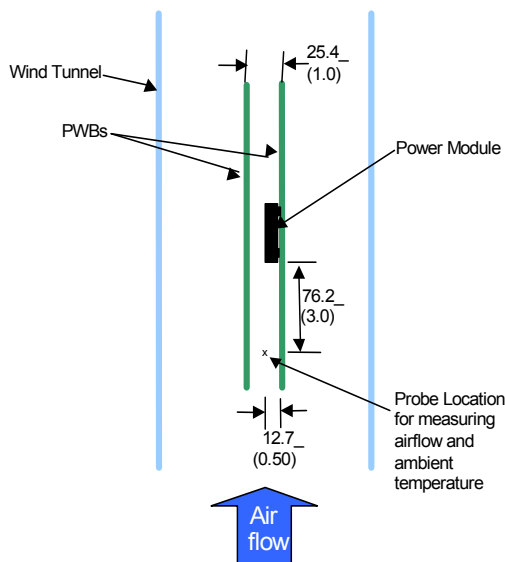 25.4_
(1.0)
Wind Tunnel
PWBs
Power Module
76.2_
(3.0)
x
Probe Location
for measuring
airflow and
ambient
temperature
12.7_
(0.50)
Air
flow